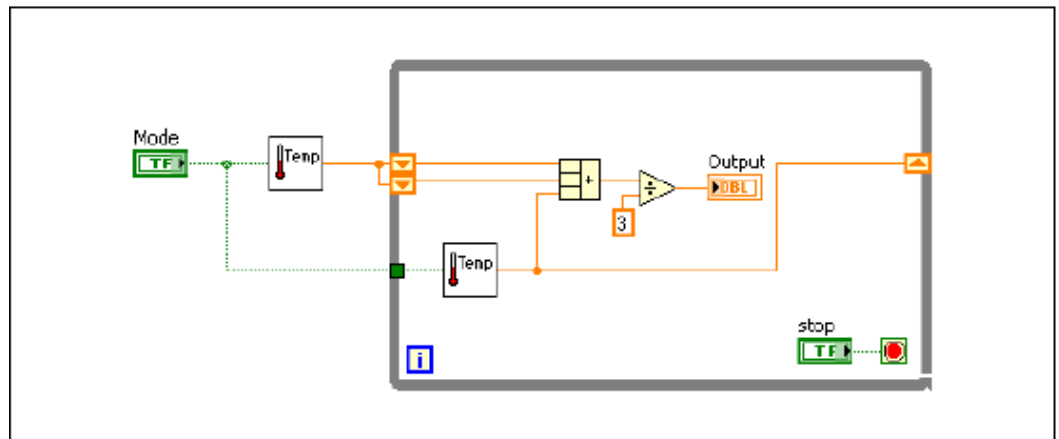 Mode
TF
Temp
Output
DBL
3
Temp
stop
TF
i